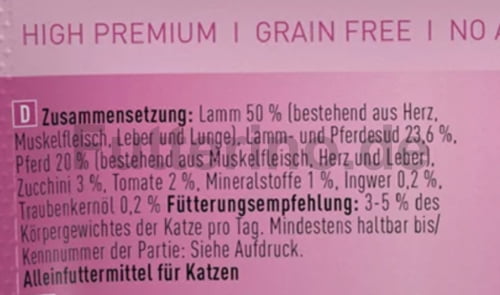 HIGH PREMIUM | GRAIN FREE | NO
D Zusammensetzung: Lamm 50 % (bestehend aus Herz,
Muskelfleisch, Leber und Lunge), Lamm- und Pferdesud 23,6 %,
Pferd 20 % (bestehend aus Muskelfleisch, Herz und Leber),
Zucchini 3 %, Tomate 2 %, Mineralstoffe 1 %, Ingwer 0,2 %,
Traubenkernöl 0,2 % Fütterungsempfehlung: 3-5 % des
Körpergewichtes der Katze pro Tag. Mindestens haltbar bis/
Kennnummer der Partie: Siehe Aufdruck.
Alleinfuttermittel für Katzen